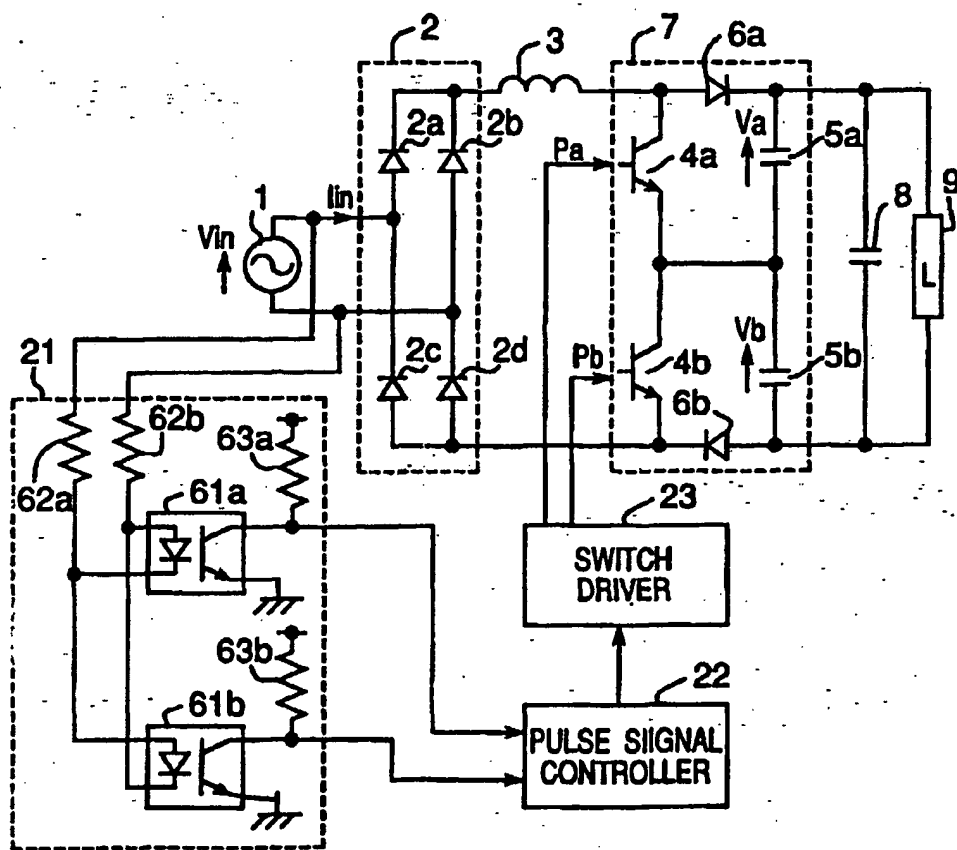 2
3
7
6a
2a
2b
Va
5a
Pa
4a
8
9
1
Iin
Vin
L
2c
2d
Vb
5b
Pb
4b
6b
21
62b
63a
62a
61a
23
SWITCH
DRIVER
63b
22
61b
PULSE SIIGNAL
CONTROLLER